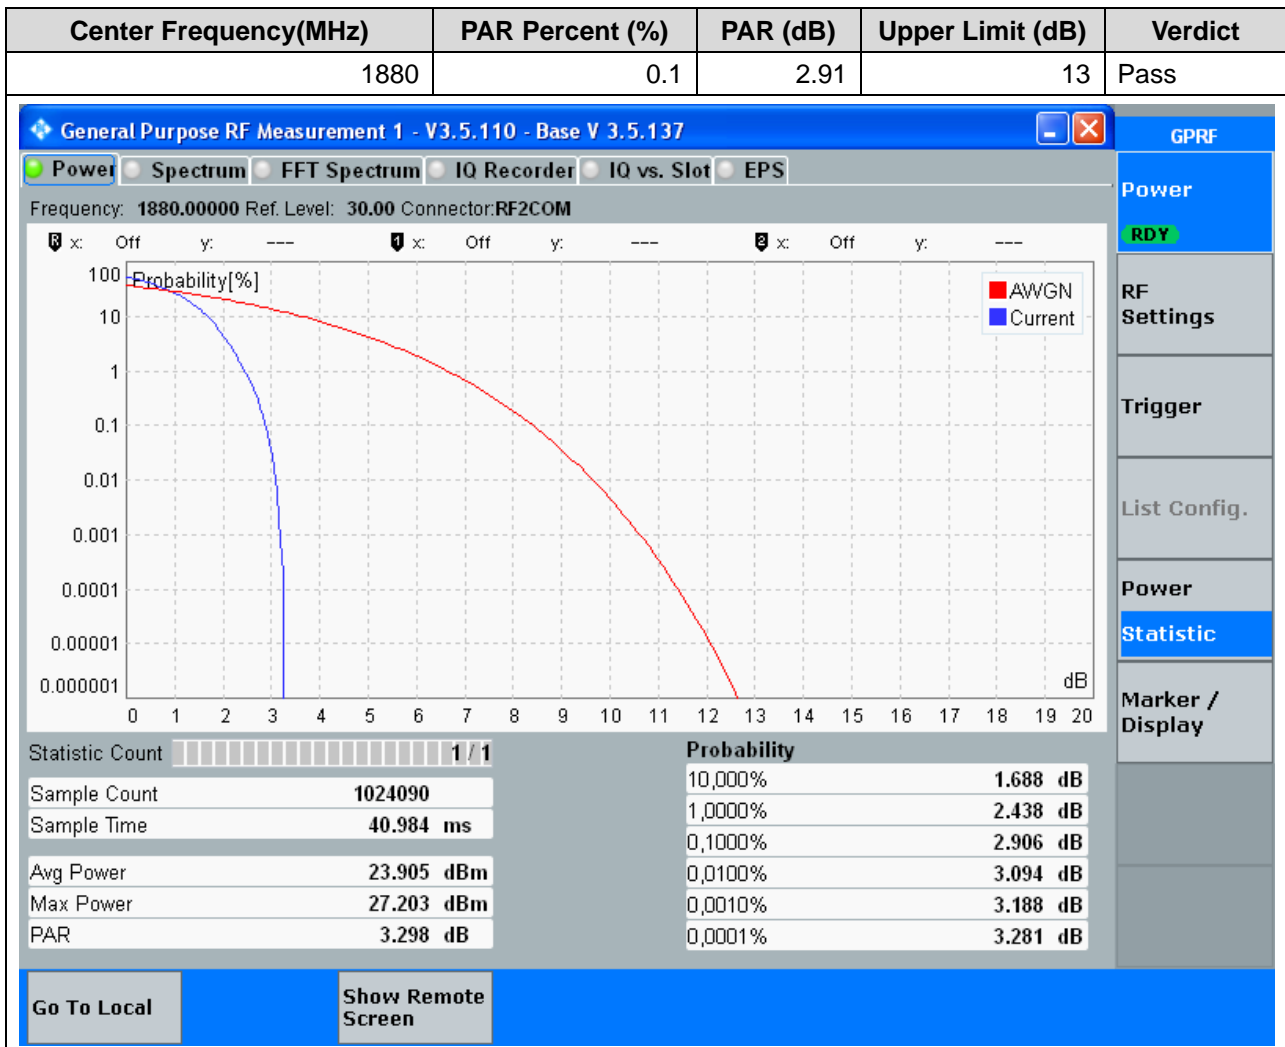 Center Frequency(MHz) PAR Percent (%) PAR (dB) Upper Limit (dB) Verdict
1880 0.1 2.91 13 Pass
General Purpose RF Measurement 1 - V3.5.110 - Base V 3.5.137
GPRF
Power Spectrum FFT Spectrum IQ Recorder IQ vs. Slot EPS
Frequency: 1880.00000 Ref. Level: 30.00 Connector:RF2COM
R x: Off y: --- 1 x: Off y: --- 2 x: Off y: ---
Probability[%]
AWGN
Current
100
10
1
0.1
0.01
0.001
0.0001
0.00001
0.000001
dB
0 1 2 3 4 5 6 7 8 9 10 11 12 13 14 15 16 17 18 19 20
Statistic Count 1 / 1
Sample Count 1024090
Sample Time 40.984 ms
Avg Power 23.905 dBm
Max Power 27.203 dBm
PAR 3.298 dB
Probability
10,000% 1.688 dB
1,0000% 2.438 dB
0,1000% 2.906 dB
0,0100% 3.094 dB
0,0010% 3.188 dB
0,0001% 3.281 dB
Power
RDY
RF
Settings
Trigger
List Config.
Power
Statistic
Marker /
Display
Go To Local
Show Remote
Screen